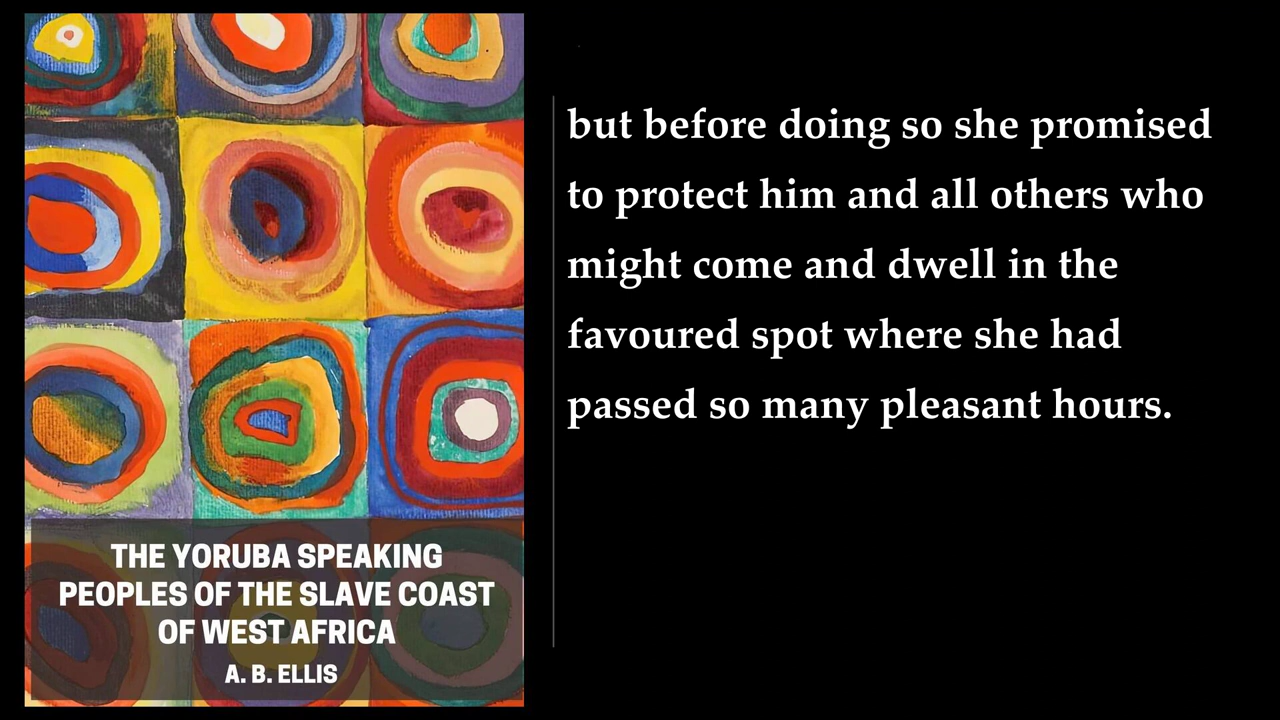 THE YORUBA SPEAKING
PEOPLES OF THE SLAVE COAST
OF WEST AFRICA
A. B. ELLIS
but before doing so she promised
to protect him and all others who
might come and dwell in the
favoured spot where she had
passed so many pleasant hours.